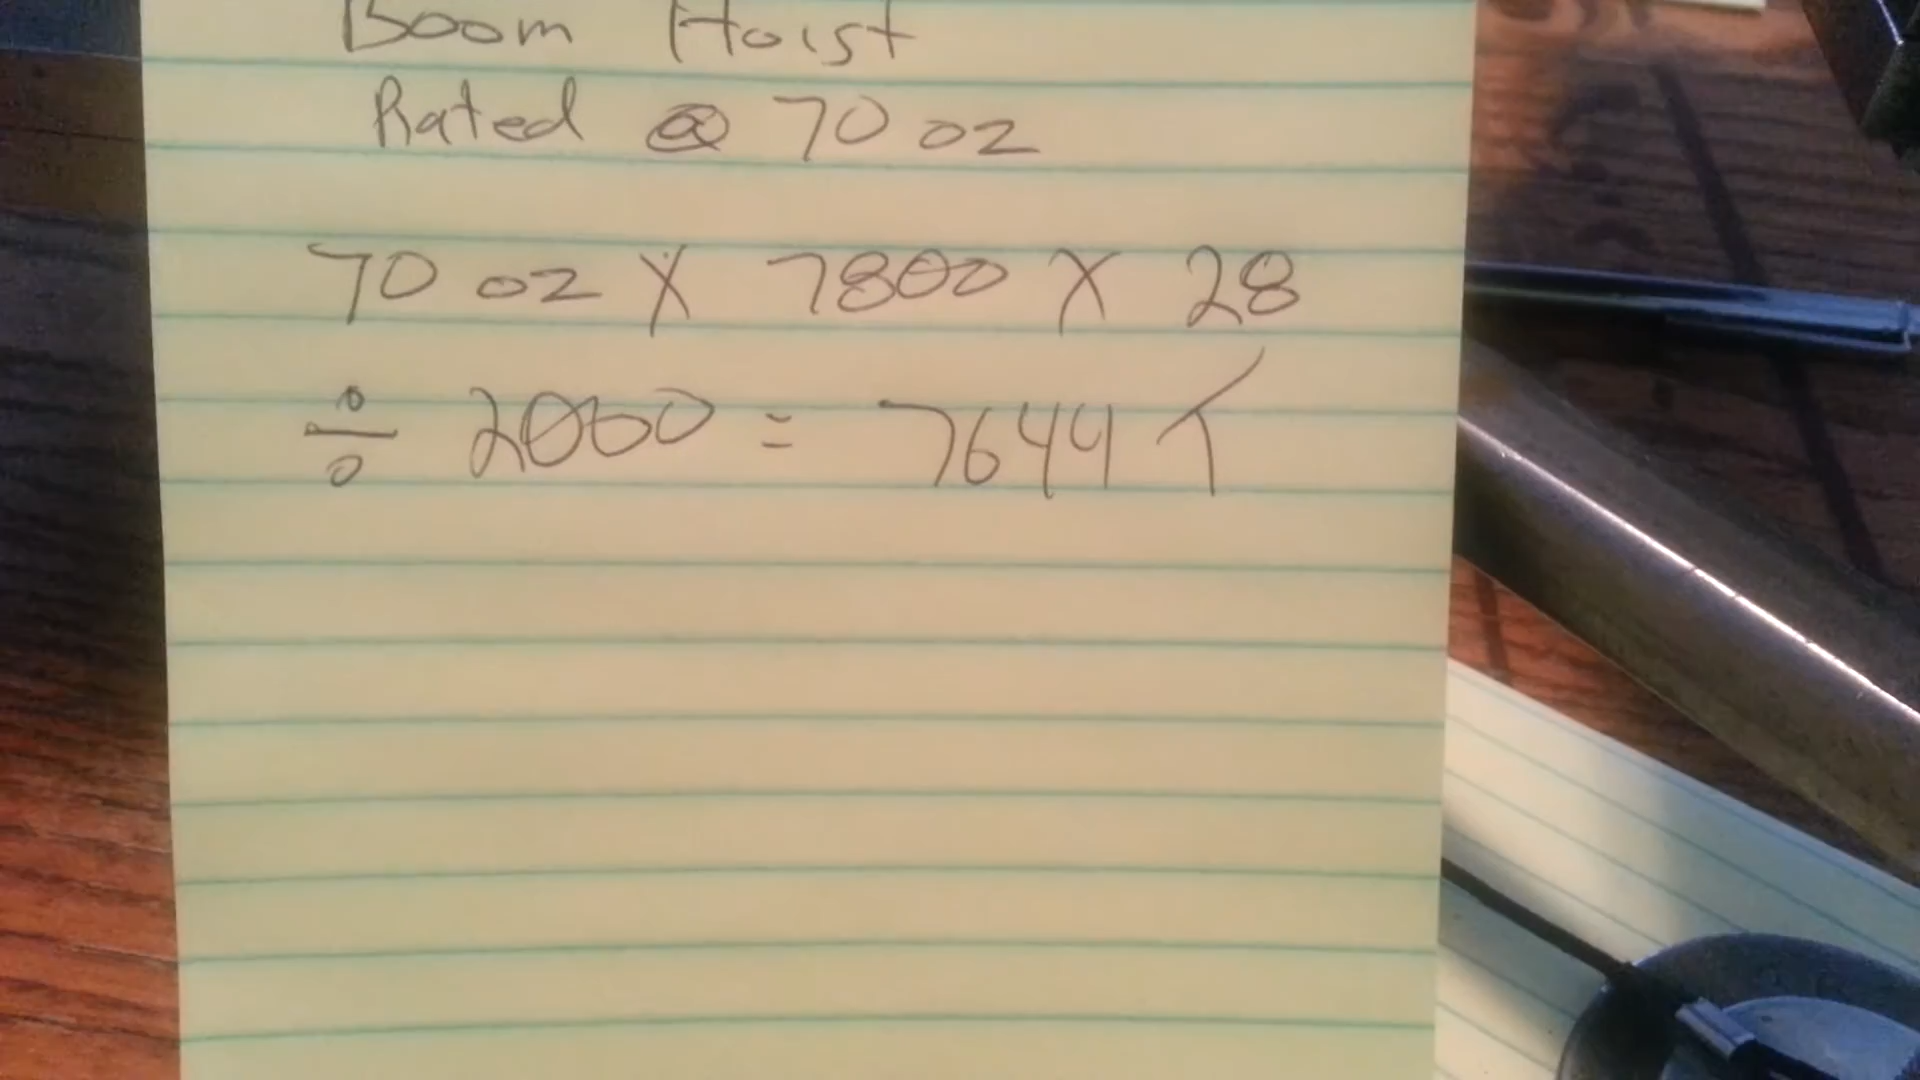 Boom Hoist
Rated @ 70 oz
70 oz X 7800 X 28
÷ 2000 = 7644 T